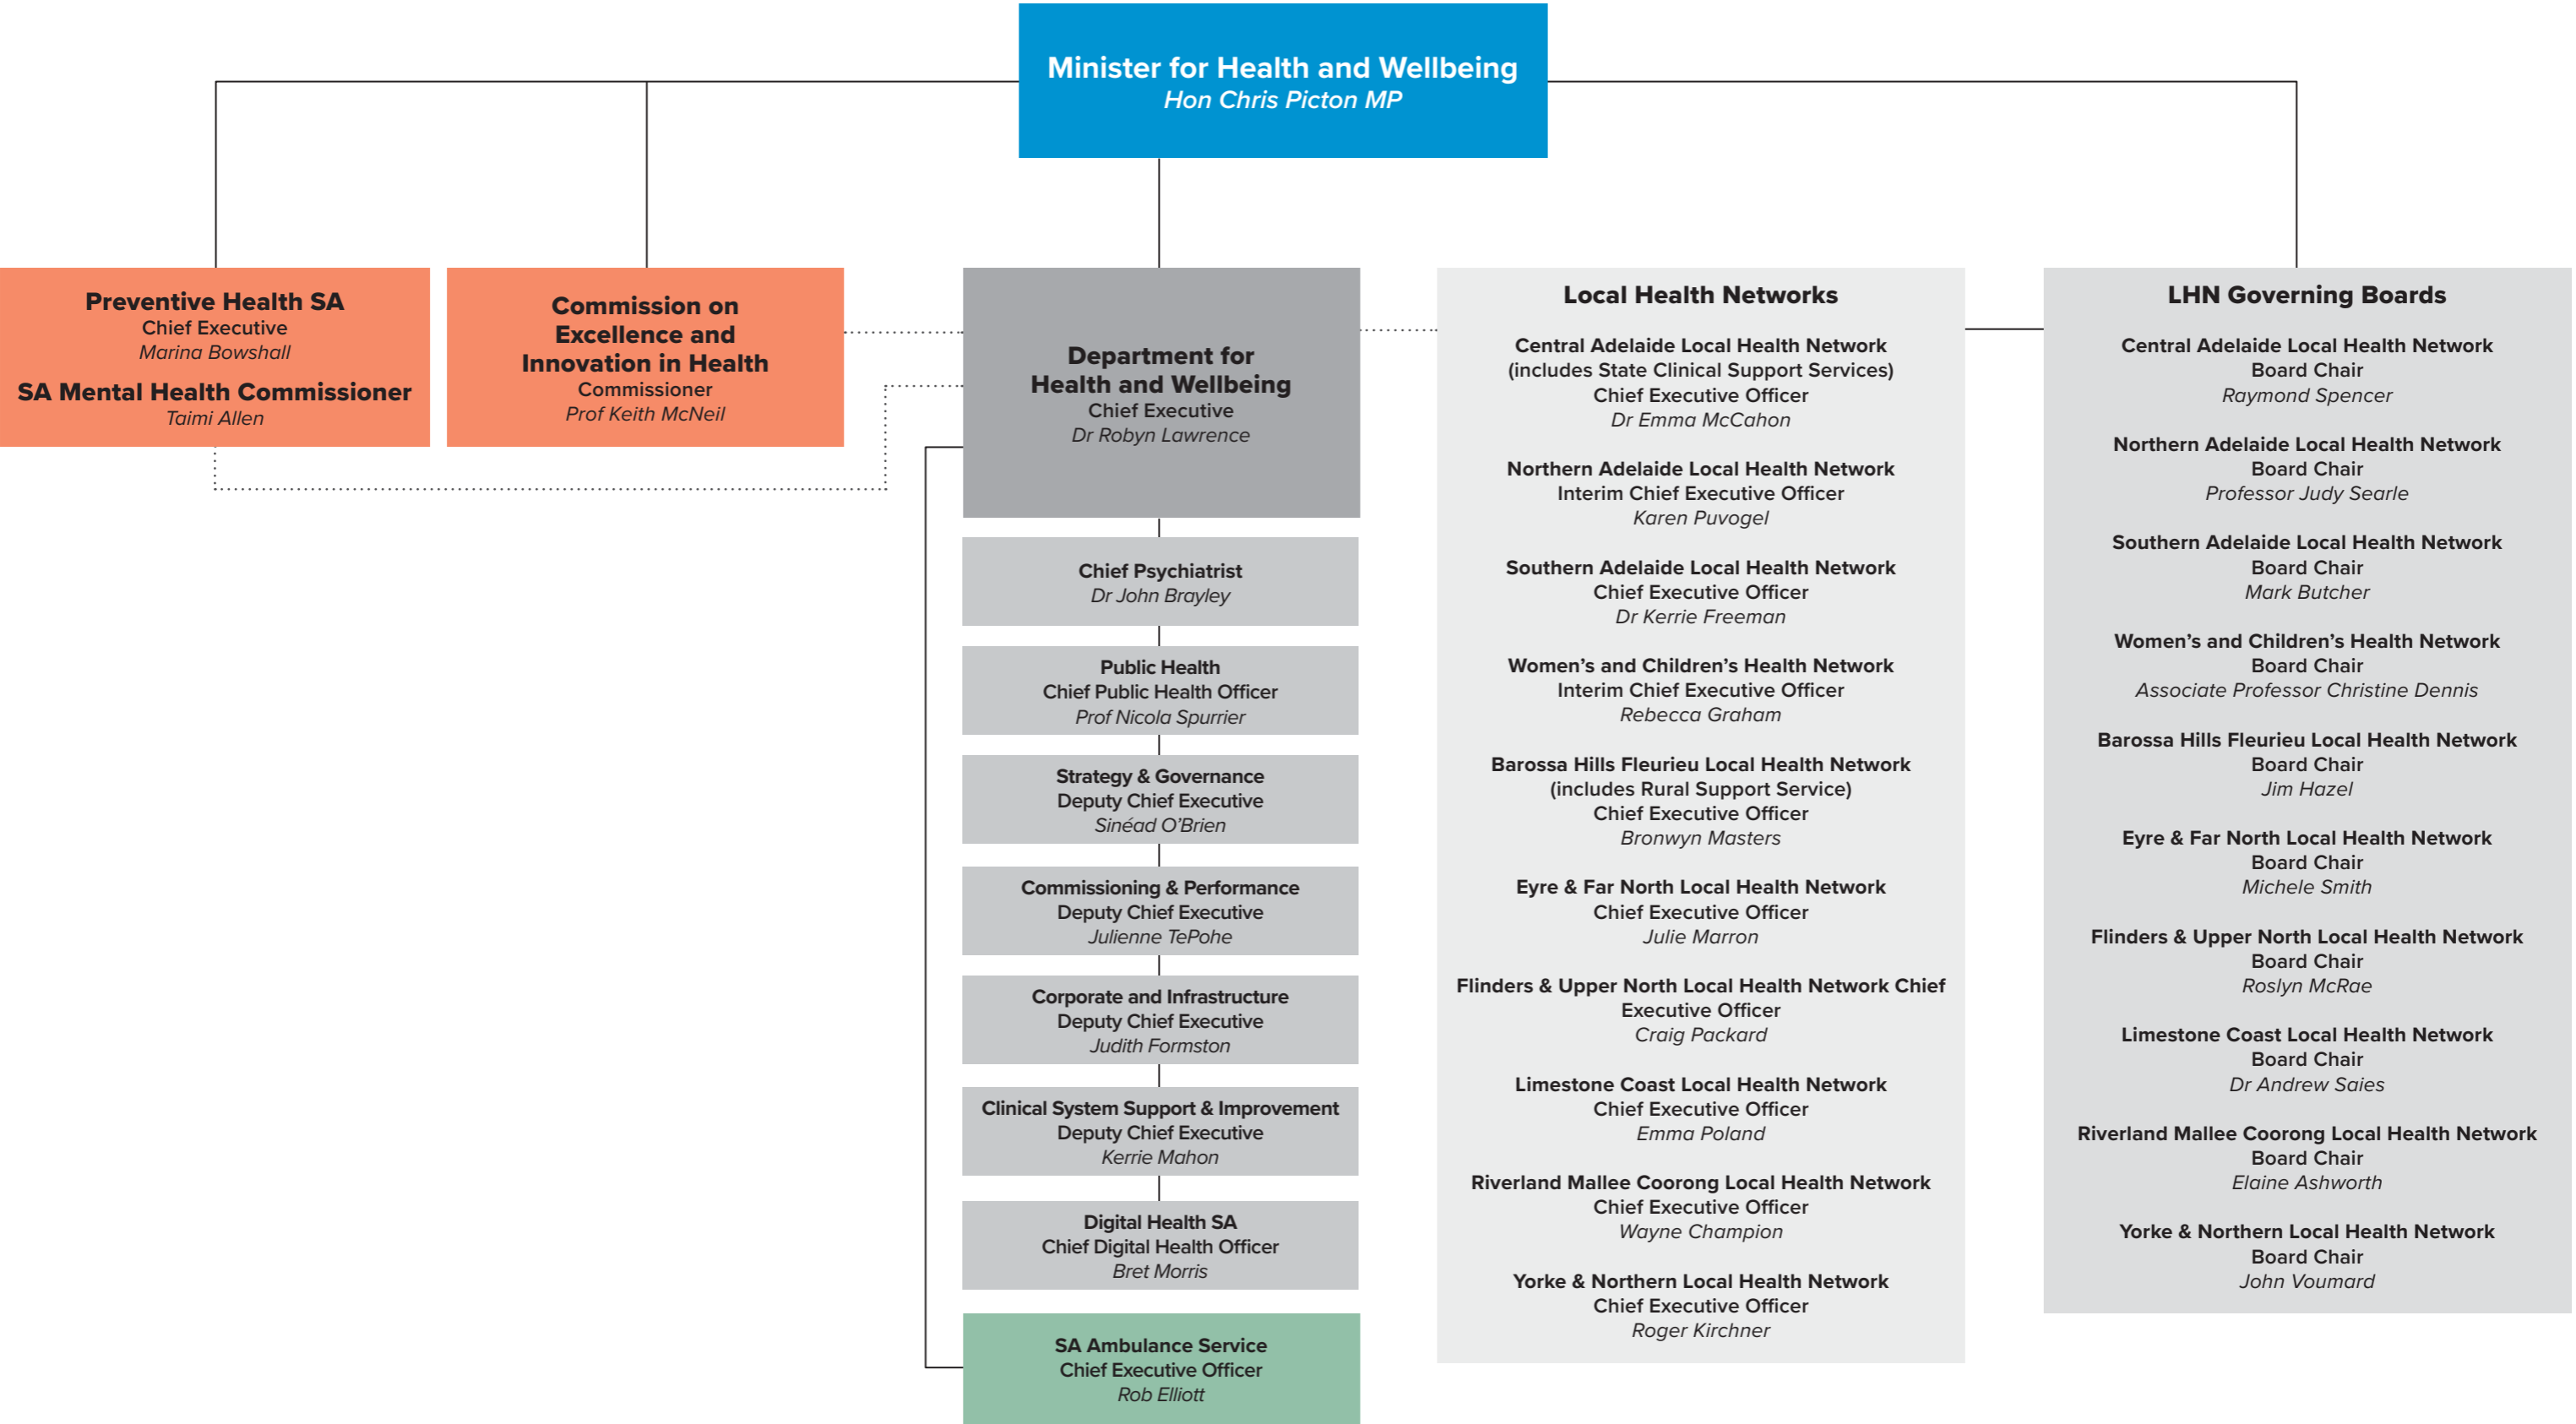 Minister for Health and Wellbeing
Hon Chris Picton MP
Preventive Health SA
Chief Executive
Marina Bowshall
SA Mental Health Commissioner
Taimi Allen
Commission on
Excellence and
Innovation in Health
Commissioner
Prof Keith McNeil
Department for
Health and Wellbeing
Chief Executive
Dr Robyn Lawrence
Chief Psychiatrist
Dr John Brayley
Public Health
Chief Public Health Officer
Prof Nicola Spurrier
Strategy & Governance
Deputy Chief Executive
Sinéad O’Brien
Commissioning & Performance
Deputy Chief Executive
Julienne TePohe
Corporate and Infrastructure
Deputy Chief Executive
Judith Formston
Clinical System Support & Improvement
Deputy Chief Executive
Kerrie Mahon
Digital Health SA
Chief Digital Health Officer
Bret Morris
SA Ambulance Service
Chief Executive Officer
Rob Elliott
Local Health Networks
Central Adelaide Local Health Network
(includes State Clinical Support Services)
Chief Executive Officer
Dr Emma McCahon
Northern Adelaide Local Health Network
Interim Chief Executive Officer
Karen Puvogel
Southern Adelaide Local Health Network
Chief Executive Officer
Dr Kerrie Freeman
Women’s and Children’s Health Network
Interim Chief Executive Officer
Rebecca Graham
Barossa Hills Fleurieu Local Health Network
(includes Rural Support Service)
Chief Executive Officer
Bronwyn Masters
Eyre & Far North Local Health Network
Chief Executive Officer
Julie Marron
Flinders & Upper North Local Health Network Chief
Executive Officer
Craig Packard
Limestone Coast Local Health Network
Chief Executive Officer
Emma Poland
Riverland Mallee Coorong Local Health Network
Chief Executive Officer
Wayne Champion
Yorke & Northern Local Health Network
Chief Executive Officer
Roger Kirchner
LHN Governing Boards
Central Adelaide Local Health Network
Board Chair
Raymond Spencer
Northern Adelaide Local Health Network
Board Chair
Professor Judy Searle
Southern Adelaide Local Health Network
Board Chair
Mark Butcher
Women’s and Children’s Health Network
Board Chair
Associate Professor Christine Dennis
Barossa Hills Fleurieu Local Health Network
Board Chair
Jim Hazel
Eyre & Far North Local Health Network
Board Chair
Michele Smith
Flinders & Upper North Local Health Network
Board Chair
Roslyn McRae
Limestone Coast Local Health Network
Board Chair
Dr Andrew Saies
Riverland Mallee Coorong Local Health Network
Board Chair
Elaine Ashworth
Yorke & Northern Local Health Network
Board Chair
John Voumard